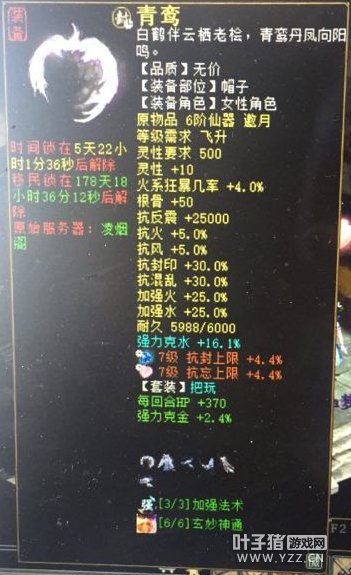 装备
青鸾
白鹤伴云栖老桧，青鸾丹凤向阳
鸣。
【品质】无价
【装备部位】帽子
【装备角色】女性角色
原物品 6阶仙器 邀月
等级需求 飞升
灵性要求 500
灵性 +10
火系狂暴几率 +4.0%
根骨 +50
抗反震 +25000
抗火 +5.0%
抗风 +5.0%
抗封印 +30.0%
抗混乱 +30.0%
加强火 +25.0%
加强水 +25.0%
耐久 5988/6000
强力克水 +16.1%
7级 抗封上限 +4.4%
7级 抗忘上限 +4.4%
【套装】把玩
每回合HP +370
强力克金 +2.4%
[3/3]加强法术
[6/6]玄妙神通
时间锁在5天22小
时1分36秒后解除
移民锁在178天18
小时36分12秒后解
除
原始服务器：凌烟
阁
F2
叶子猪游戏网
YZZ.CN